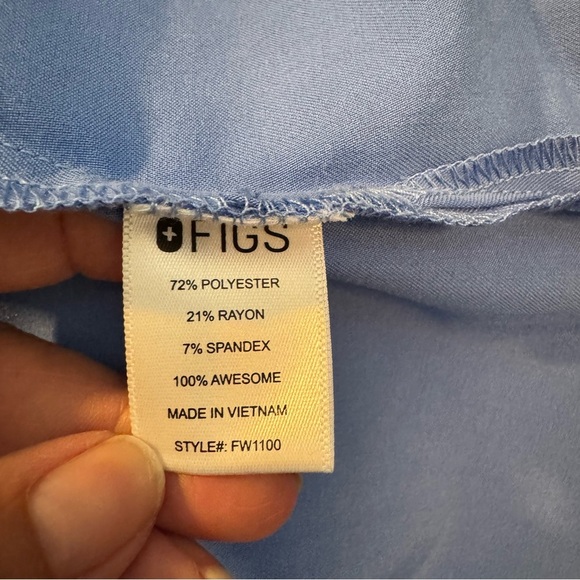 FIGS
72% POLYESTER
21% RAYON
7% SPANDEX
100% AWESOME
MADE IN VIETNAM
STYLE#: FW1100